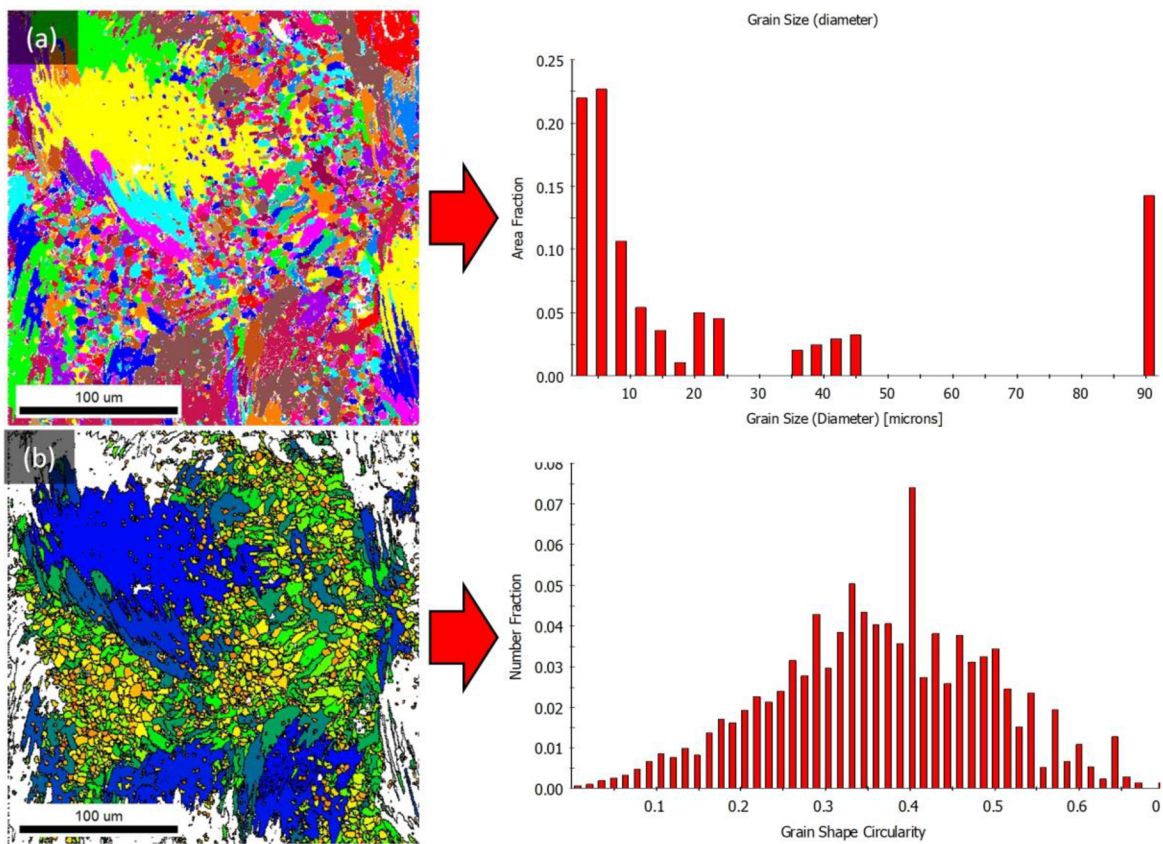 (a)
100 um
Grain Size (diameter)
0.25
0.20
0.15
0.10
0.05
0.00
Area Fraction
10 20 30 40 50 60 70 80 90
Grain Size (Diameter) [microns]
(b)
100 um
0.08
0.07
0.06
0.05
0.04
0.03
0.02
0.01
0.00
Number Fraction
0.1 0.2 0.3 0.4 0.5 0.6 0
Grain Shape Circularity